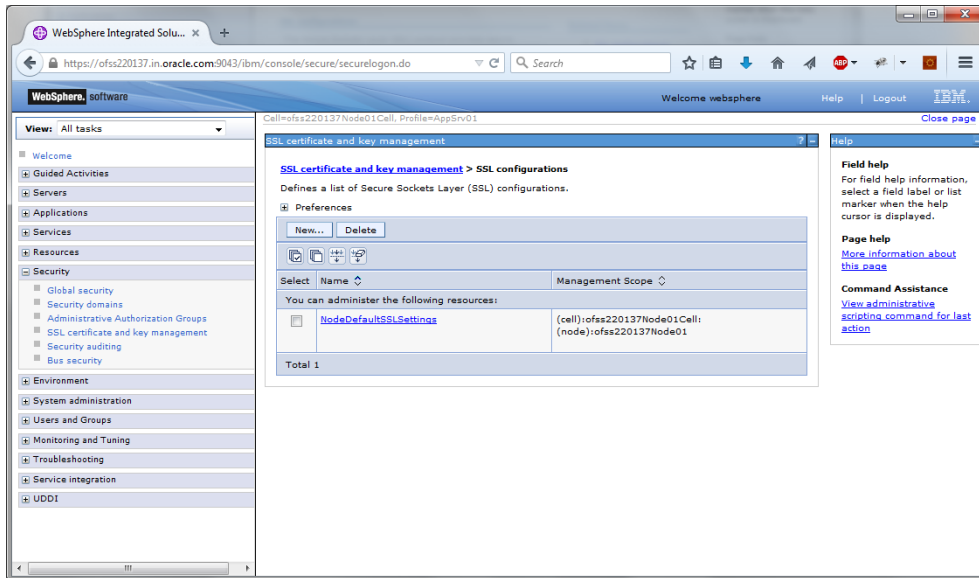 WebSphere Integrated Solu... × +
https://ofss220137.in.oracle.com:9043/ibm/console/secure/securelogon.do
Search
ABP
WebSphere. software
Welcome websphere
Help | Logout
IBM.
View: All tasks
Cell=ofss220137Node01Cell, Profile=AppSrv01
Close page
Welcome
Guided Activities
Servers
Applications
Services
Resources
Security
Global security
Security domains
Administrative Authorization Groups
SSL certificate and key management
Security auditing
Bus security
Environment
System administration
Users and Groups
Monitoring and Tuning
Troubleshooting
Service integration
UDDI
SSL certificate and key management
? -
SSL certificate and key management > SSL configurations
Defines a list of Secure Sockets Layer (SSL) configurations.
Preferences
New... Delete
Select Name Management Scope
You can administer the following resources:
NodeDefaultSSLSettings
(cell):ofss220137Node01Cell:
(node):ofss220137Node01
Total 1
Help
Field help
For field help information,
select a field label or list
marker when the help
cursor is displayed.
Page help
More information about
this page
Command Assistance
View administrative
scripting command for last
action